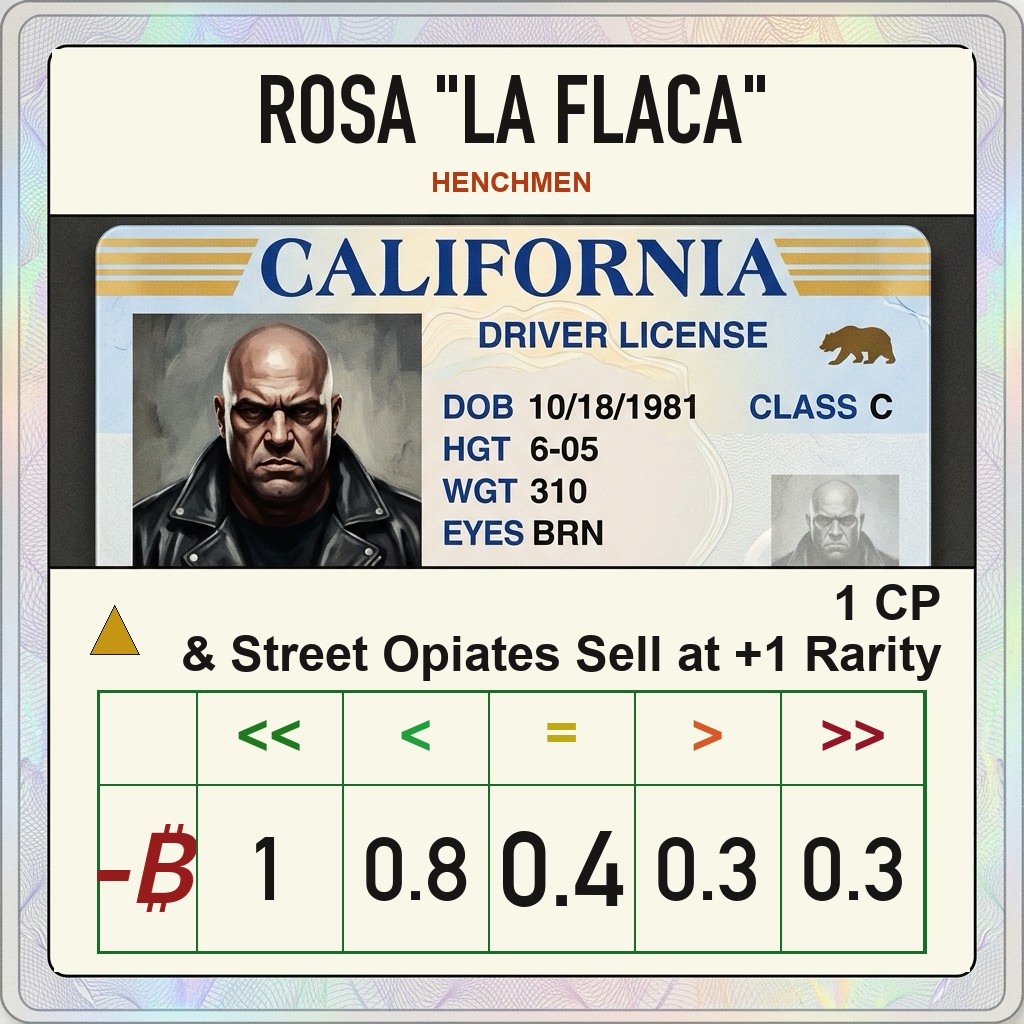 ROSA "LA FLACA"
HENCHMEN
CALIFORNIA
DRIVER LICENSE
DOB 10/18/1981 CLASS C
HGT 6-05
WGT 310
EYES BRN
1 CP
& Street Opiates Sell at +1 Rarity
<< < = > >>
-₿ 1 0.8 0.4 0.3 0.3